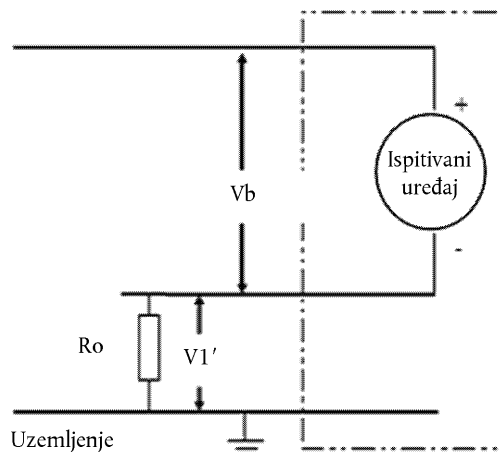 +
Ispitivani
uređaj
Vb
-
Ro
V1′
Uzemljenje